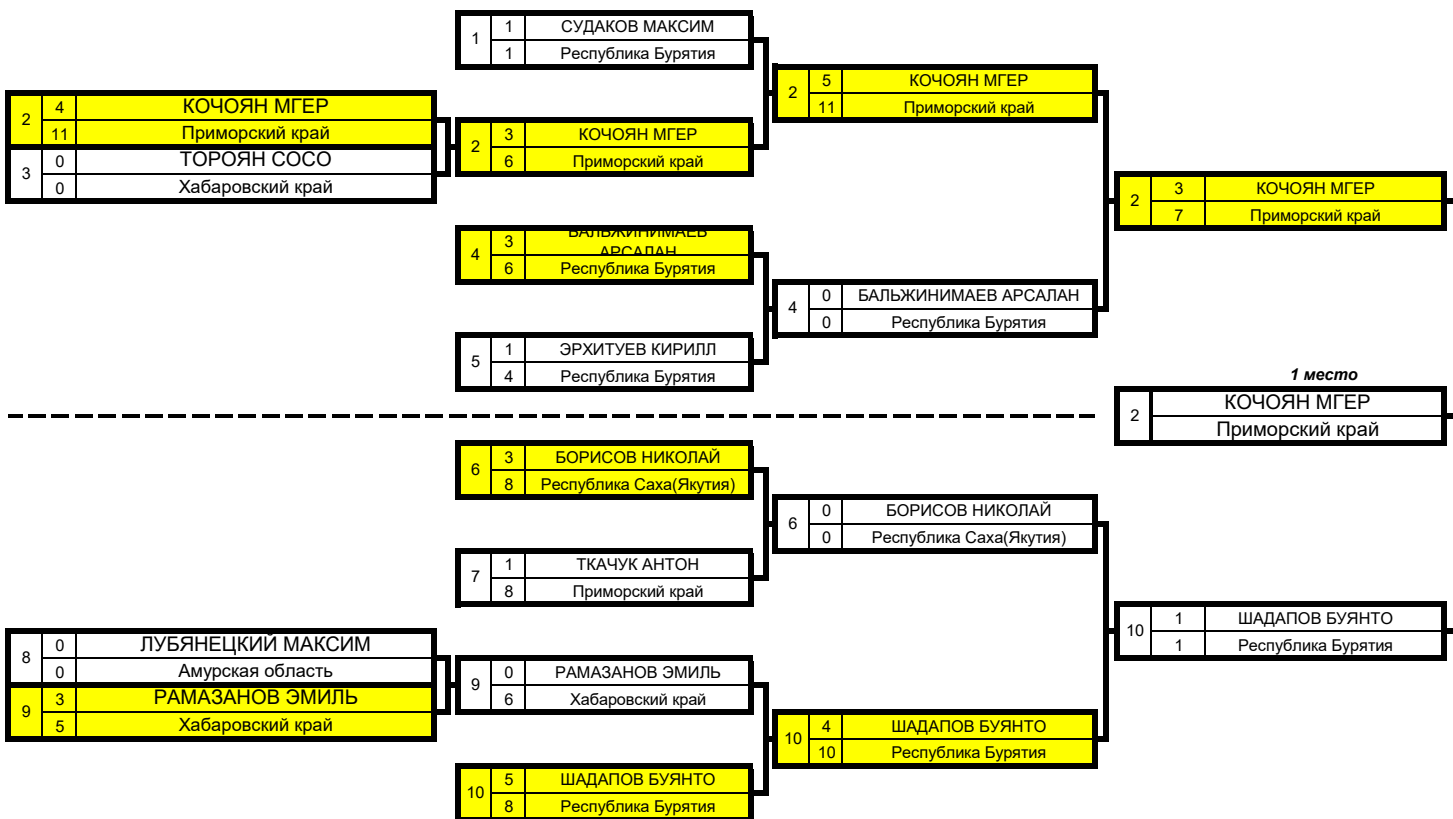 1 1 СУДАКОВ МАКСИМ
1 Республика Бурятия
2 5 КОЧОЯН МГЕР
11 Приморский край
2 4 КОЧОЯН МГЕР
11 Приморский край
3 0 ТОРОЯН СОСО
0 Хабаровский край
2 3 КОЧОЯН МГЕР
6 Приморский край
2 3 КОЧОЯН МГЕР
7 Приморский край
4 3 БАЛЬЖИНИМАЕВ
АРСАЛАН
6 Республика Бурятия
4 0 БАЛЬЖИНИМАЕВ АРСАЛАН
0 Республика Бурятия
5 1 ЭРХИТУЕВ КИРИЛЛ
4 Республика Бурятия
1 место
2 КОЧОЯН МГЕР
Приморский край
6 3 БОРИСОВ НИКОЛАЙ
8 Республика Саха(Якутия)
6 0 БОРИСОВ НИКОЛАЙ
0 Республика Саха(Якутия)
7 1 ТКАЧУК АНТОН
8 Приморский край
10 1 ШАДАПОВ БУЯНТО
1 Республика Бурятия
8 0 ЛУБЯНЕЦКИЙ МАКСИМ
0 Амурская область
9 3 РАМАЗАНОВ ЭМИЛЬ
5 Хабаровский край
9 0 РАМАЗАНОВ ЭМИЛЬ
6 Хабаровский край
10 4 ШАДАПОВ БУЯНТО
10 Республика Бурятия
10 5 ШАДАПОВ БУЯНТО
8 Республика Бурятия